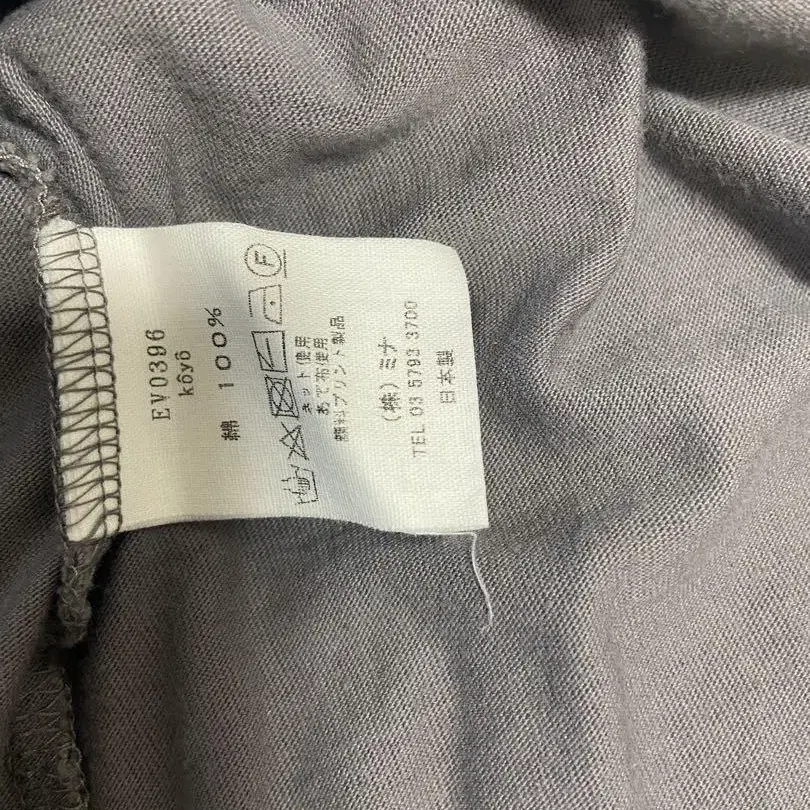 EV0396
kôyô
綿 100%
F
ネット使用
あて布使用
顔料プリント製品
(株)ミナ
TEL 03 5793 3700
日本製